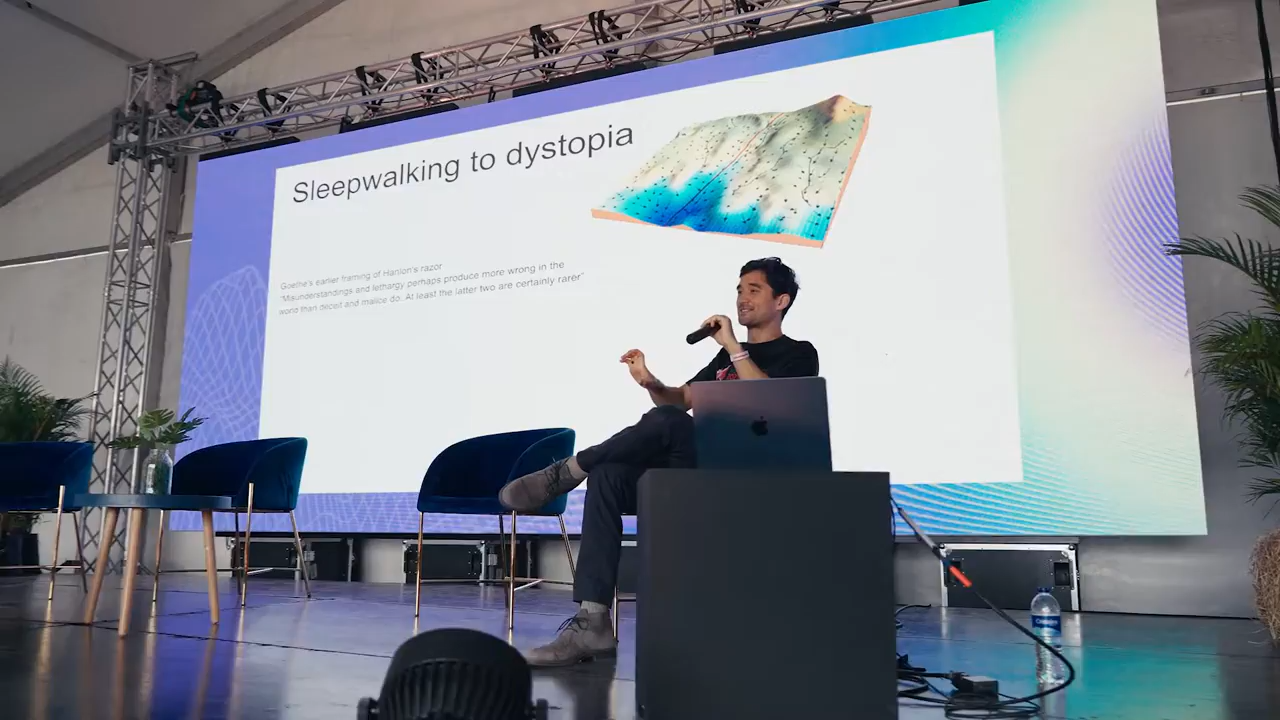 Sleepwalking to dystopia
Goethe's earlier framing of Hanlon's razor
"Misunderstandings and lethargy perhaps produce more wrong in the
world than deceit and malice do. At least the latter two are certainly rarer"